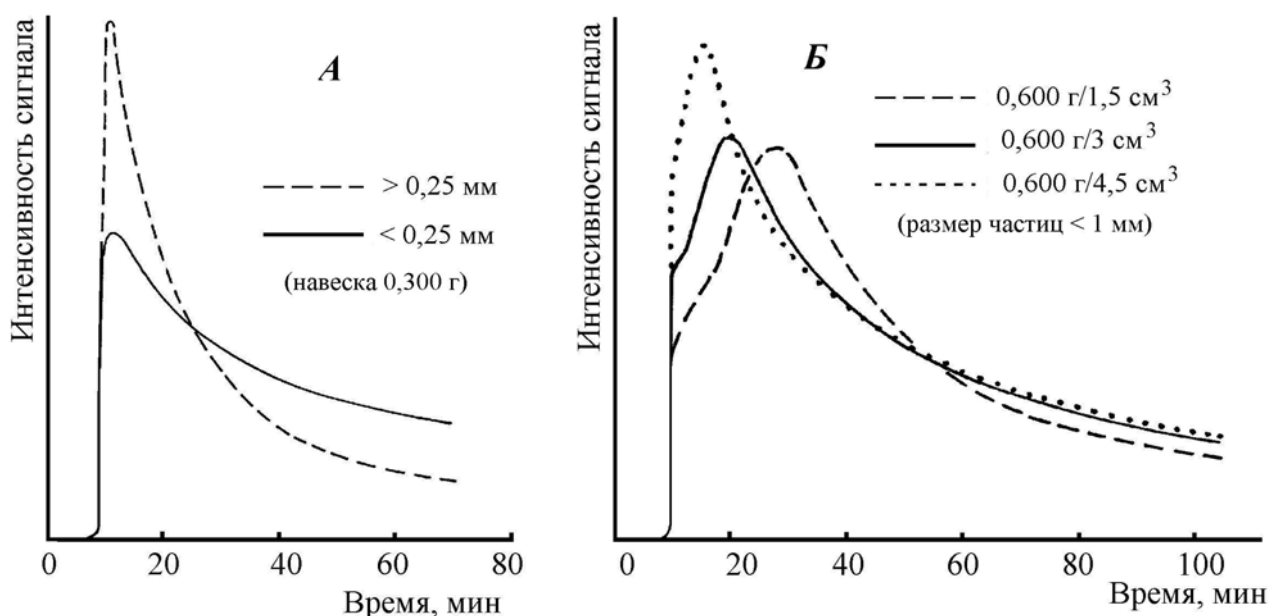 Интенсивность сигнала
А
> 0,25 мм
< 0,25 мм
(навеска 0,300 г)
0 20 40 60 80
Время, мин
Интенсивность сигнала
Б
0,600 г/1,5 см³
0,600 г/3 см³
0,600 г/4,5 см³
(размер частиц < 1 мм)
0 20 40 60 80 100
Время, мин